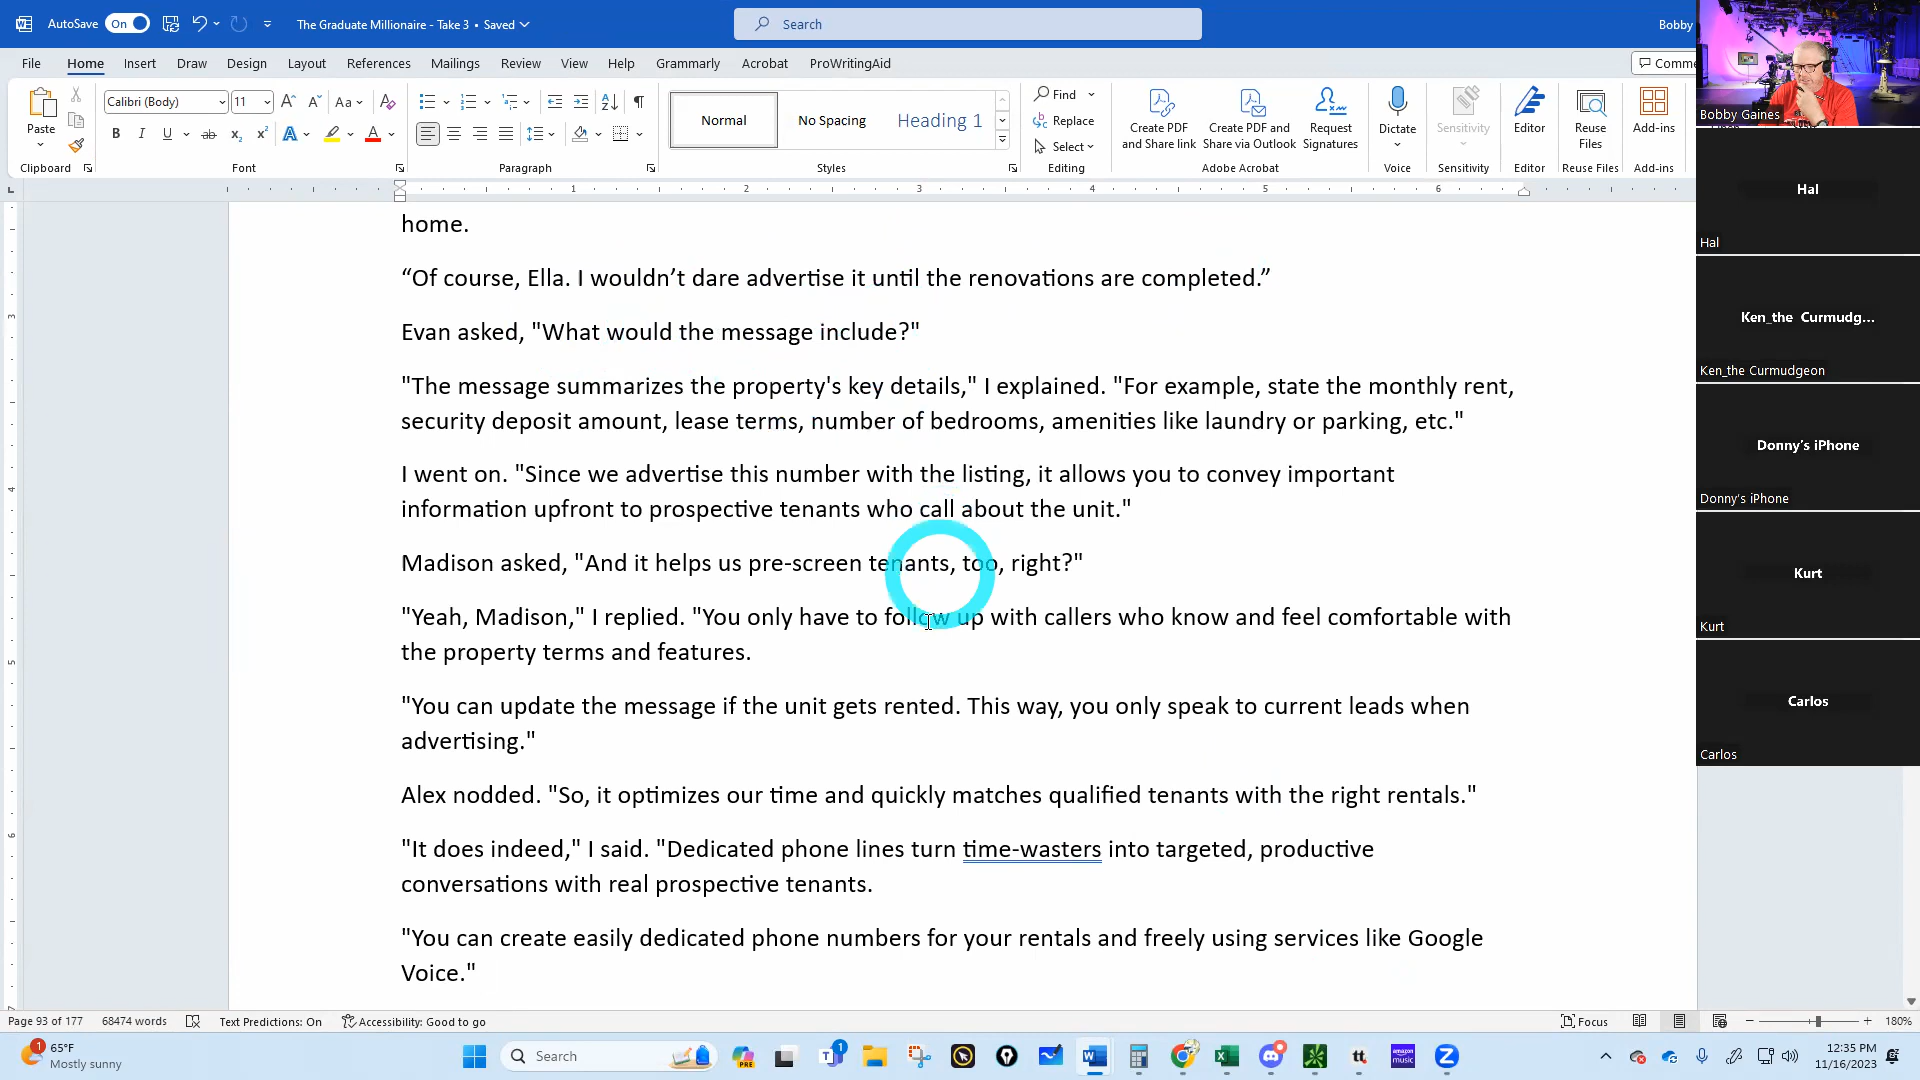 AutoSave On The Graduate Millionaire - Take 3 • Saved Search Bobby
File Home Insert Draw Design Layout References Mailings Review View Help Grammarly Acrobat ProWritingAid Comme
Paste Calibri (Body) 11 Aa Normal No Spacing Heading 1 Find Replace Select Create PDF and Share link Create PDF and Share via Outlook Request Signatures Dictate Sensitivity Editor Reuse Files Add-ins
Clipboard Font Paragraph Styles Editing Adobe Acrobat Voice Sensitivity Editor Reuse Files Add-ins
1 2 3 4 5 6
home.
“Of course, Ella. I wouldn’t dare advertise it until the renovations are completed.”
Evan asked, "What would the message include?"
"The message summarizes the property's key details," I explained. "For example, state the monthly rent,
security deposit amount, lease terms, number of bedrooms, amenities like laundry or parking, etc."
I went on. "Since we advertise this number with the listing, it allows you to convey important
information upfront to prospective tenants who call about the unit."
Madison asked, "And it helps us pre-screen tenants, too, right?"
"Yeah, Madison," I replied. "You only have to follow up with callers who know and feel comfortable with
the property terms and features.
"You can update the message if the unit gets rented. This way, you only speak to current leads when
advertising."
Alex nodded. "So, it optimizes our time and quickly matches qualified tenants with the right rentals."
"It does indeed," I said. "Dedicated phone lines turn time-wasters into targeted, productive
conversations with real prospective tenants.
"You can create easily dedicated phone numbers for your rentals and freely using services like Google
Voice."
Bobby Gaines
Hal
Hal
Ken_the Curmudg...
Ken_the Curmudgeon
Donny's iPhone
Donny's iPhone
Kurt
Kurt
Carlos
Carlos
Page 93 of 177 68474 words Text Predictions: On Accessibility: Good to go Focus 180%
65°F
Mostly sunny
Search
12:35 PM
11/16/2023